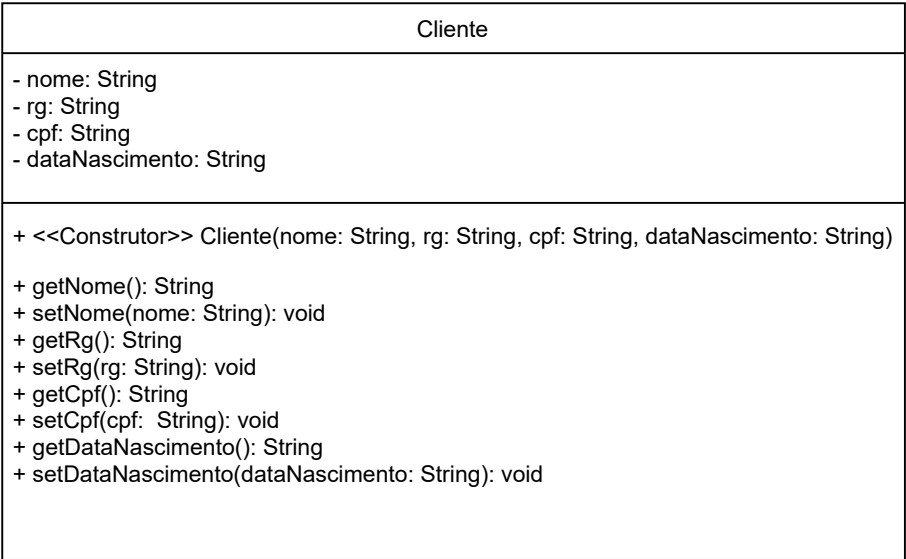 Cliente
- nome: String
- rg: String
- cpf: String
- dataNascimento: String
+ <<Construtor>> Cliente(nome: String, rg: String, cpf: String, dataNascimento: String)
+ getNome(): String
+ setNome(nome: String): void
+ getRg(): String
+ setRg(rg: String): void
+ getCpf(): String
+ setCpf(cpf:  String): void
+ getDataNascimento(): String
+ setDataNascimento(dataNascimento: String): void